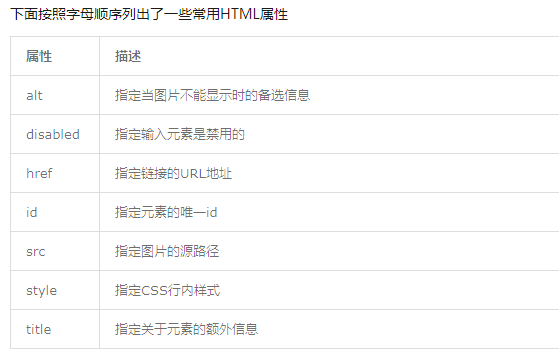 下面按照字母顺序列出了一些常用HTML属性
属性 描述
alt 指定当图片不能显示时的备选信息
disabled 指定输入元素是禁用的
href 指定链接的URL地址
id 指定元素的唯一id
src 指定图片的源路径
style 指定CSS行内样式
title 指定关于元素的额外信息